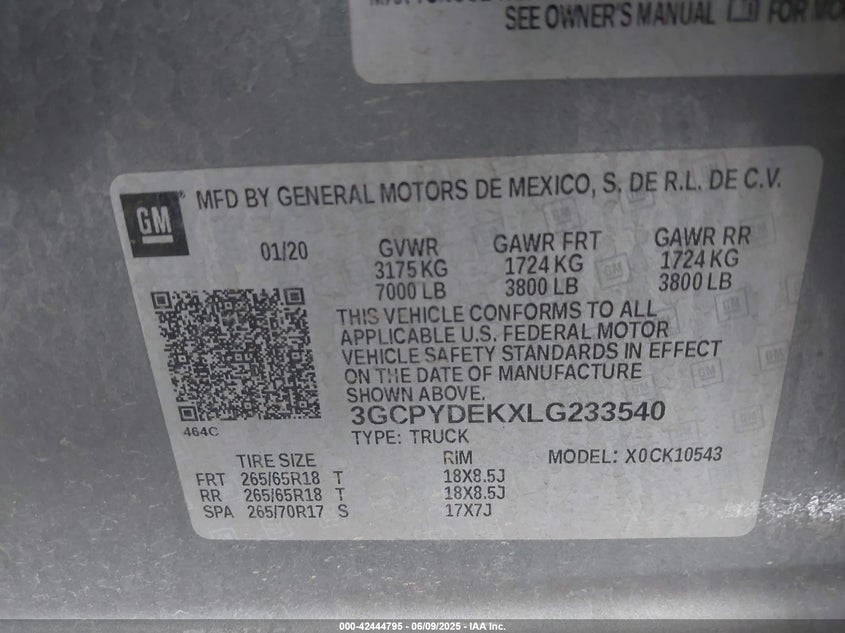 SEE OWNER'S MANUAL FOR
GM
MFD BY GENERAL MOTORS DE MEXICO, S. DE R.L. DE C.V.
01/20 GVWR GAWR FRT GAWR RR
3175 KG 1724 KG 1724 KG
7000 LB 3800 LB 3800 LB
THIS VEHICLE CONFORMS TO ALL
APPLICABLE U.S. FEDERAL MOTOR
VEHICLE SAFETY STANDARDS IN EFFECT
ON THE DATE OF MANUFACTURE
SHOWN ABOVE.
464C
3GCPYDEKXLG233540
TYPE: TRUCK
TIRE SIZE RIM MODEL: X0CK10543
FRT 265/65R18 T 18X8.5J
RR 265/65R18 T 18X8.5J
SPA 265/70R17 S 17X7J
000-42444795 - 06/09/2025 - IAA Inc.